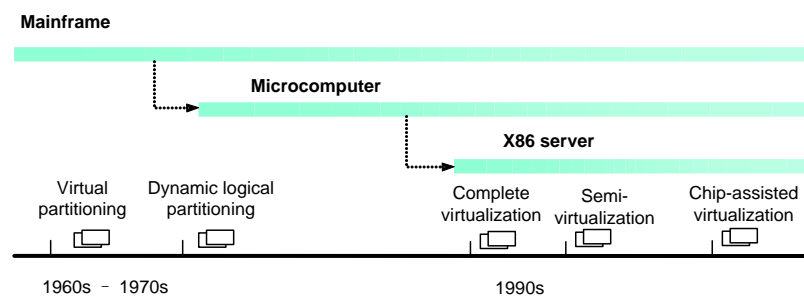 Mainframe
Microcomputer
X86 server
Virtual
partitioning
Dynamic logical
partitioning
Complete
virtualization
Semi-
virtualization
Chip-assisted
virtualization
1960s - 1970s
1990s